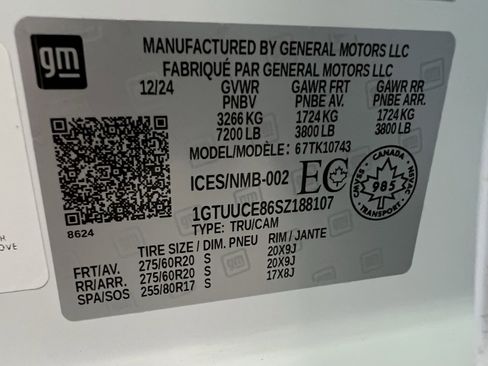 gm
MANUFACTURED BY GENERAL MOTORS LLC
FABRIQUÉ PAR GENERAL MOTORS LLC
12/24 GVWR GAWR FRT GAWR RR
PNBV PNBE AV. PNBE ARR.
3266 KG 1724 KG 1724 KG
7200 LB 3800 LB 3800 LB
MODEL/MODÈLE: 67TK10743
ICES/NMB-002 EC
CANADA
CMVSS NSVAC
985
TRANSPORT
1GTUUCE86SZ188107
8624
TYPE: TRU/CAM
TIRE SIZE / DIM. PNEU RIM / JANTE
FRT/AV. 275/60R20 S 20X9J
RR/ARR. 275/60R20 S 20X9J
SPA/SOS 255/80R17 S 17X8J
OVE